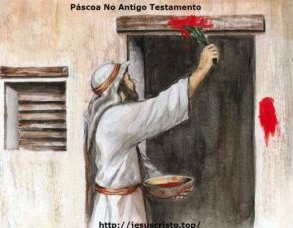 Páscoa No Antigo Testamento
http://jesuscristo.top/